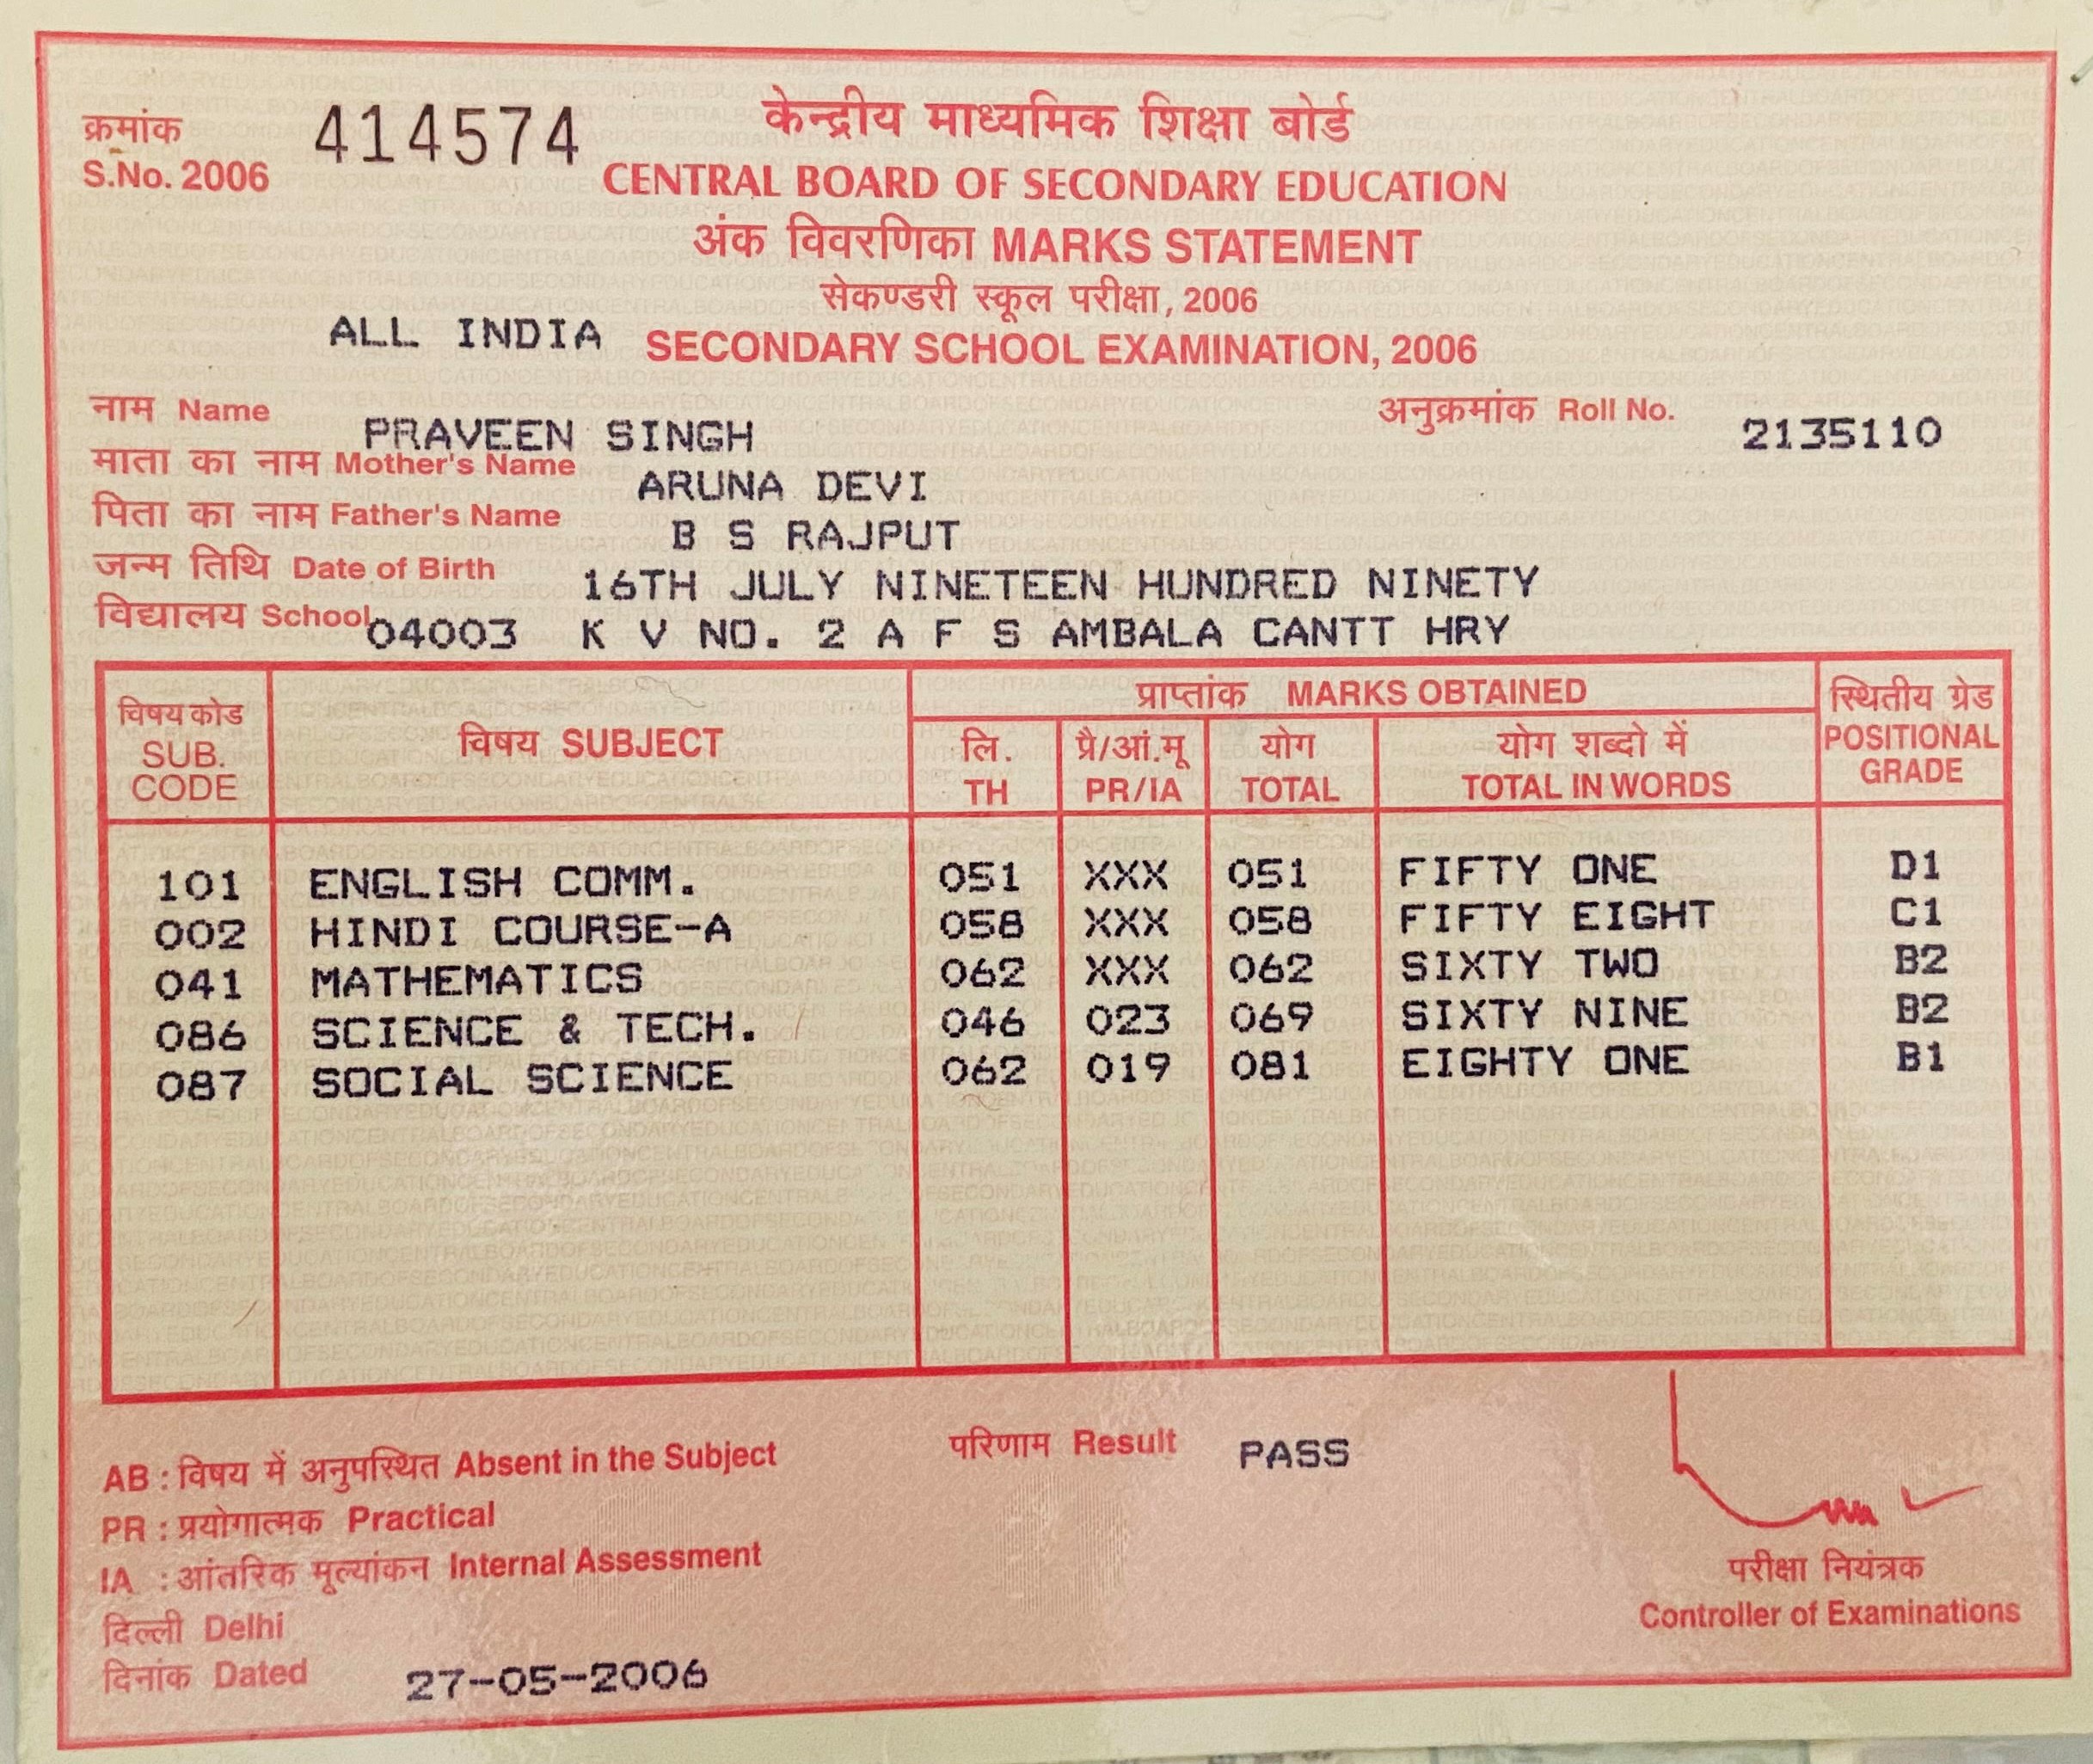 क्रमांक
S.No. 2006 414574
केन्द्रीय माध्यमिक शिक्षा बोर्ड
CENTRAL BOARD OF SECONDARY EDUCATION
अंक विवरणिका MARKS STATEMENT
सेकण्डरी स्कूल परीक्षा, 2006
ALL INDIA SECONDARY SCHOOL EXAMINATION, 2006
नाम Name PRAVEEN SINGH अनुक्रमांक Roll No. 2135110
माता का नाम Mother's Name ARUNA DEVI
पिता का नाम Father's Name B S RAJPUT
जन्म तिथि Date of Birth 16TH JULY NINETEEN HUNDRED NINETY
विद्यालय School 04003 K V NO. 2 A F S AMBALA CANTT HRY
विषय कोड SUB. CODE विषय SUBJECT प्राप्तांक MARKS OBTAINED स्थितीय ग्रेड POSITIONAL GRADE
लि. TH प्रै/आं.मू PR/IA योग TOTAL योग शब्दो में TOTAL IN WORDS
101 ENGLISH COMM. 051 XXX 051 FIFTY ONE D1
002 HINDI COURSE-A 058 XXX 058 FIFTY EIGHT C1
041 MATHEMATICS 062 XXX 062 SIXTY TWO B2
086 SCIENCE & TECH. 046 023 069 SIXTY NINE B2
087 SOCIAL SCIENCE 062 019 081 EIGHTY ONE B1
AB : विषय में अनुपस्थित Absent in the Subject परिणाम Result PASS
PR : प्रयोगात्मक Practical
IA : आंतरिक मूल्यांकन Internal Assessment
दिल्ली Delhi
दिनांक Dated 27-05-2006
परीक्षा नियंत्रक
Controller of Examinations